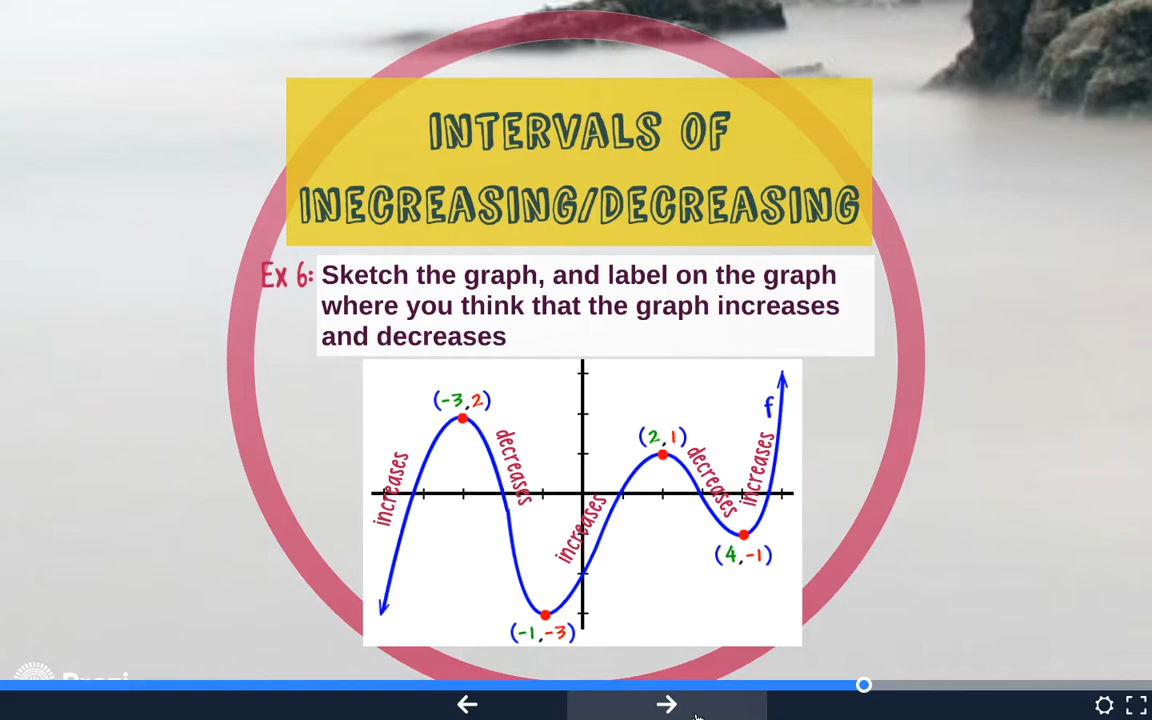 INTERVALS OF
INECREASING/DECREASING
Ex 6: Sketch the graph, and label on the graph
where you think that the graph increases
and decreases
(-3,2)
f
(2,1)
increases
decreases
increases
decreases
increases
(4,-1)
(-1,-3)
Prezi